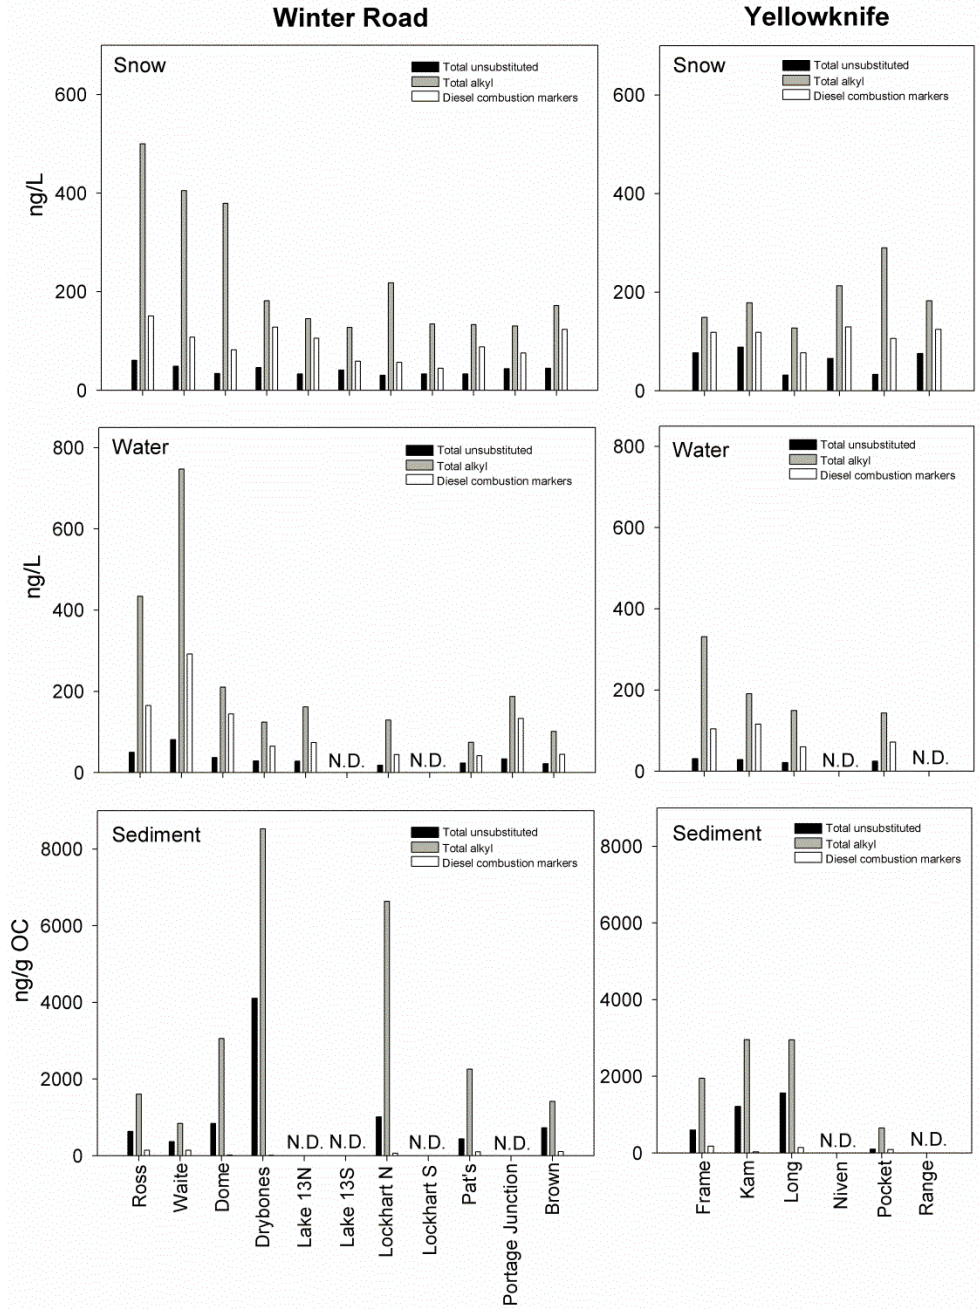 Winter Road
Yellowknife
Snow
Total unsubstituted
Total alkyl
Diesel combustion markers
600
400
200
0
ng/L
Snow
Total unsubstituted
Total alkyl
Diesel combustion markers
600
400
200
0
Water
Total unsubstituted
Total alkyl
Diesel combustion markers
800
600
400
200
0
ng/L
N.D.
N.D.
Water
Total unsubstituted
Total alkyl
Diesel combustion markers
800
600
400
200
0
N.D.
N.D.
Sediment
Total unsubstituted
Total alkyl
Diesel combustion markers
8000
6000
4000
2000
0
ng/g OC
N.D.
N.D.
N.D.
N.D.
Ross
Waite
Dome
Drybones
Lake 13N
Lake 13S
Lockhart N
Lockhart S
Pat's
Portage Junction
Brown
Sediment
Total unsubstituted
Total alkyl
Diesel combustion markers
8000
6000
4000
2000
0
N.D.
N.D.
Frame
Kam
Long
Niven
Pocket
Range